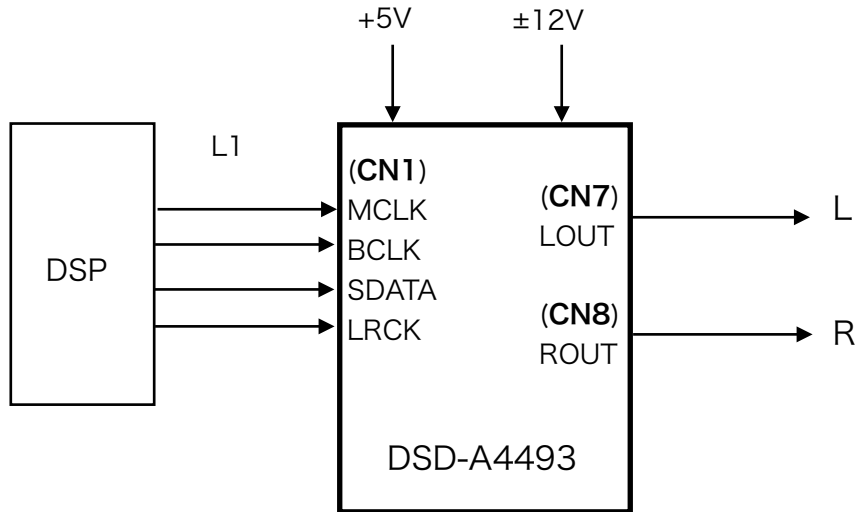 +5V
±12V
L1
(CN1)
MCLK
BCLK
SDATA
LRCK
DSP
(CN7)
LOUT
L
(CN8)
ROUT
R
DSD-A4493